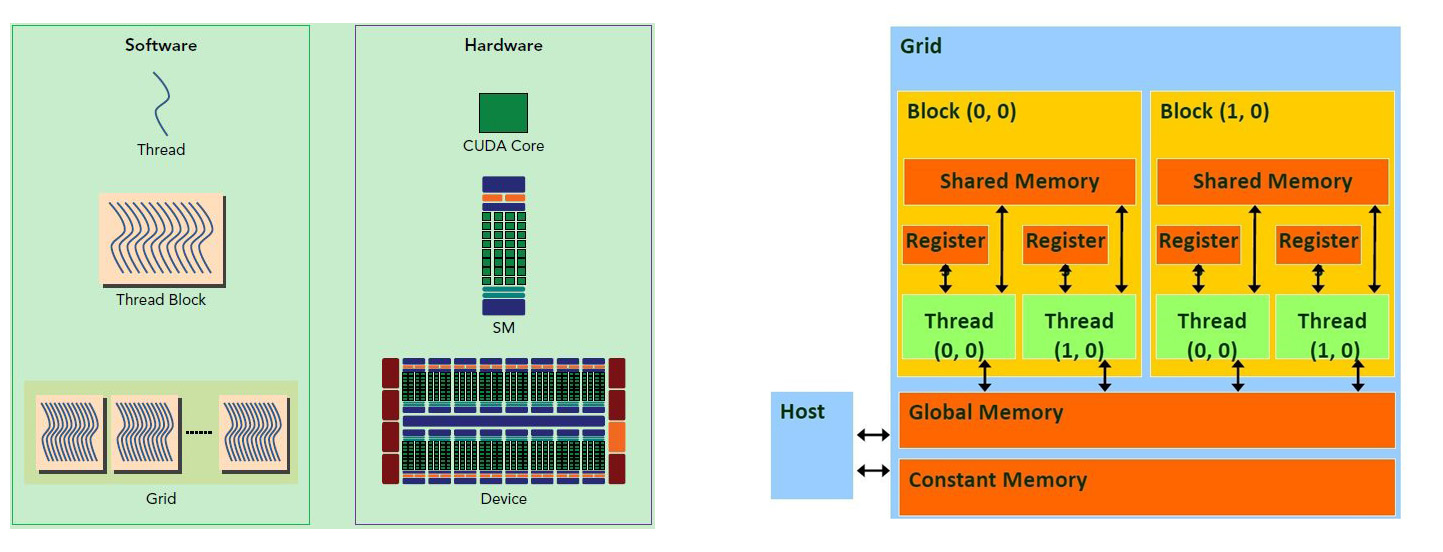 Software
Thread
Thread Block
Grid
Hardware
CUDA Core
SM
Device
Host
Grid
Block (0, 0)
Shared Memory
Register Register
Thread Thread
(0, 0) (1, 0)
Block (1, 0)
Shared Memory
Register Register
Thread Thread
(0, 0) (1, 0)
Global Memory
Constant Memory